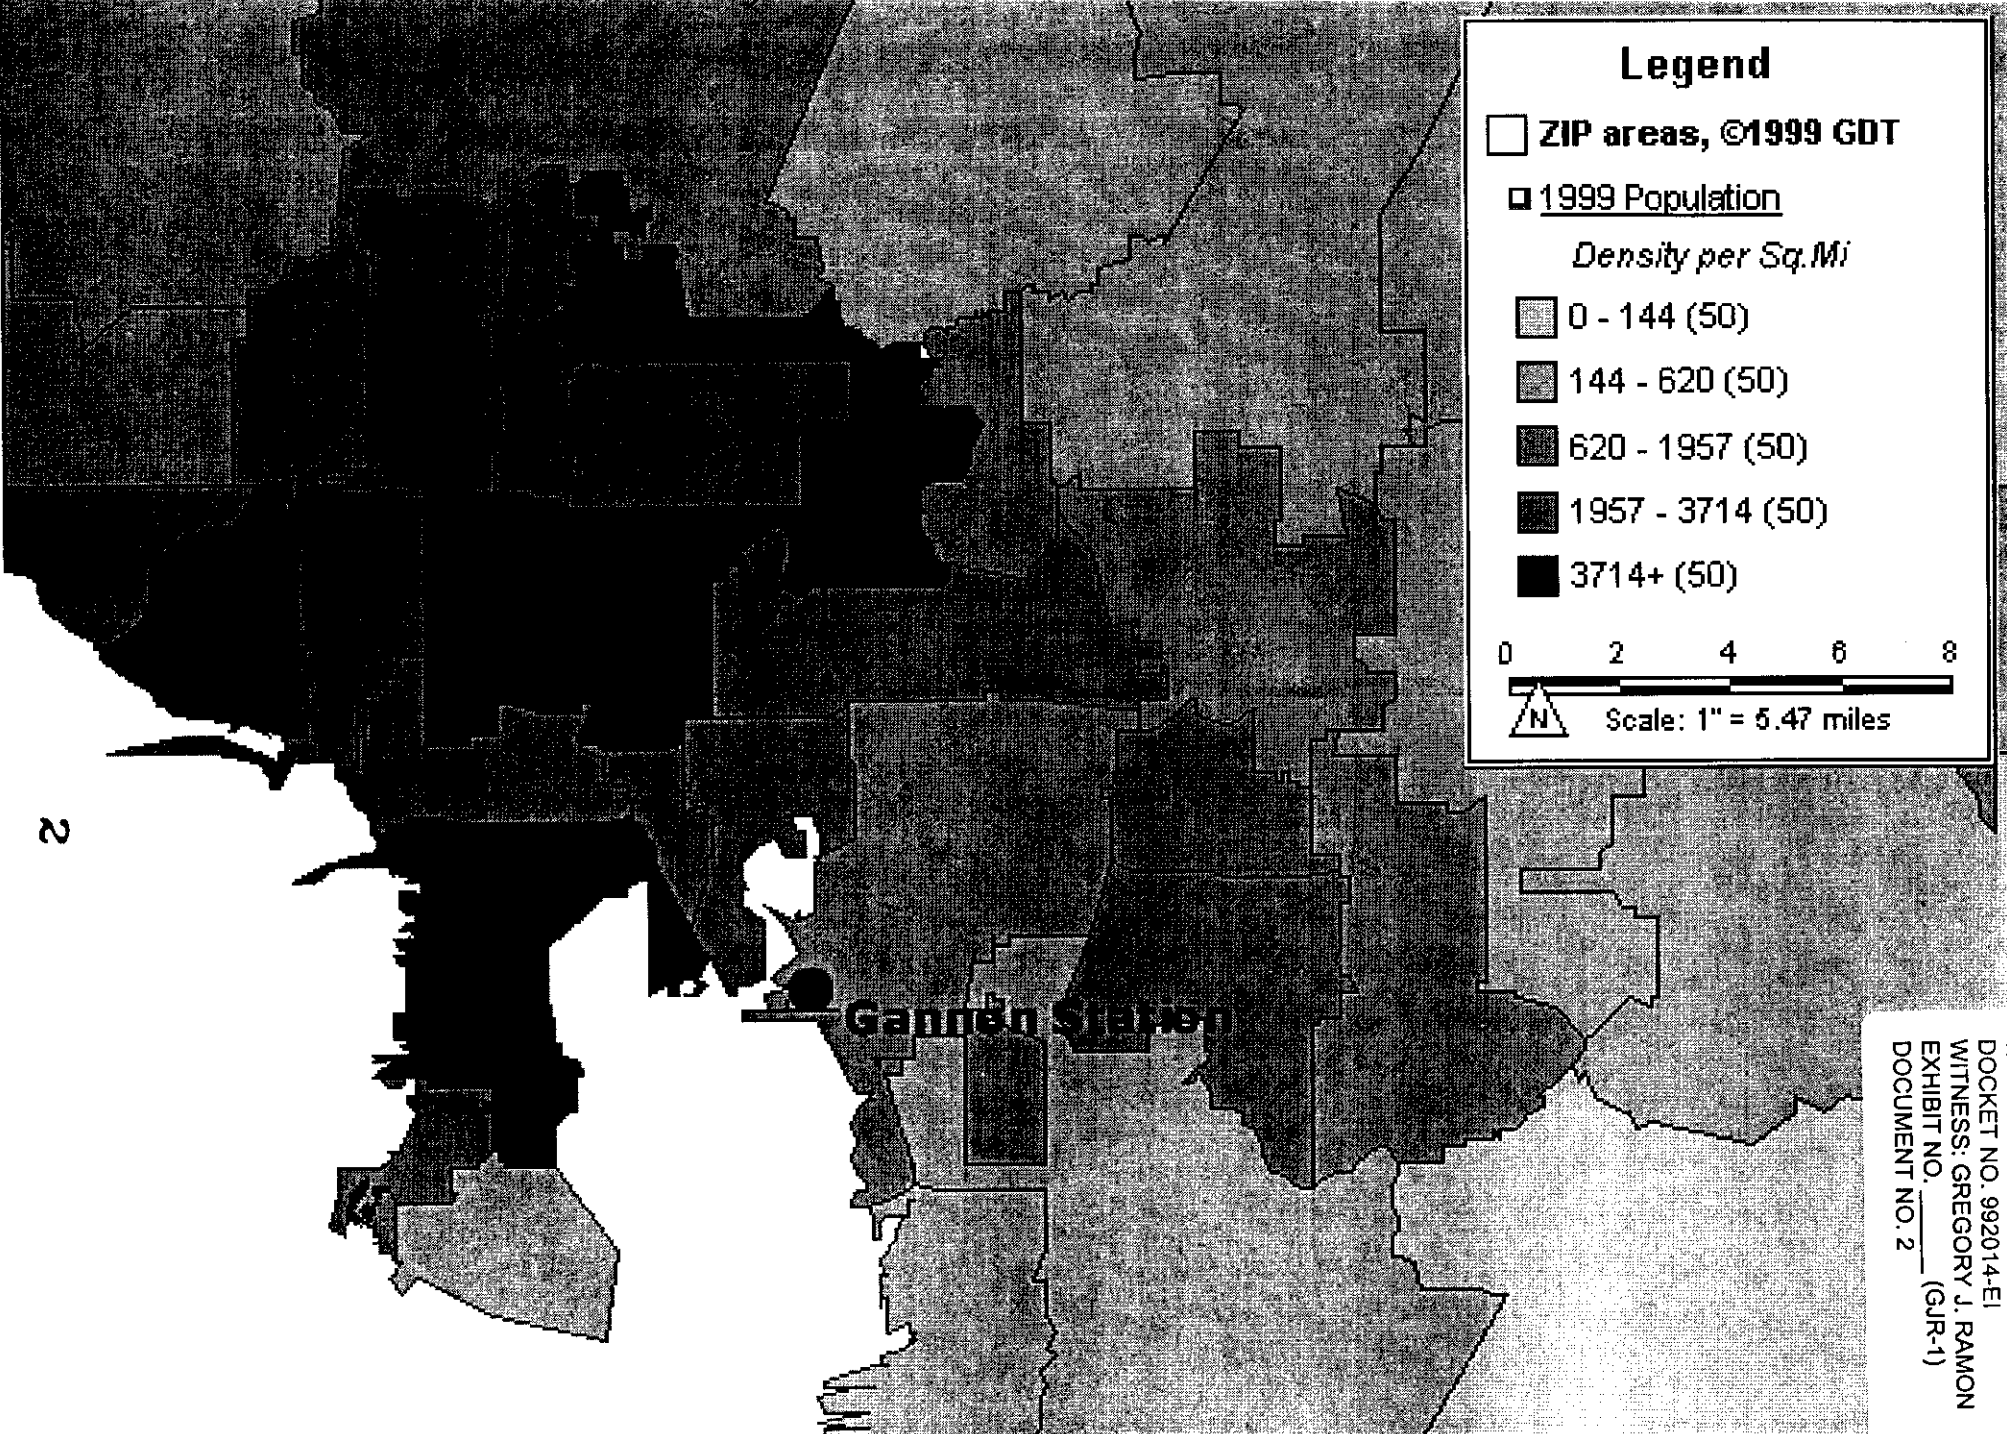 Legend
ZIP areas, ©1999 GDT
1999 Population
Density per Sq.Mi
0 - 144 (50)
144 - 620 (50)
620 - 1957 (50)
1957 - 3714 (50)
3714+ (50)
0 2 4 6 8
N
Scale: 1" = 5.47 miles
Gannon Station
2
DOCKET NO. 992014-EI
WITNESS: GREGORY J. RAMON
EXHIBIT NO. ______ (GJR-1)
DOCUMENT NO. 2